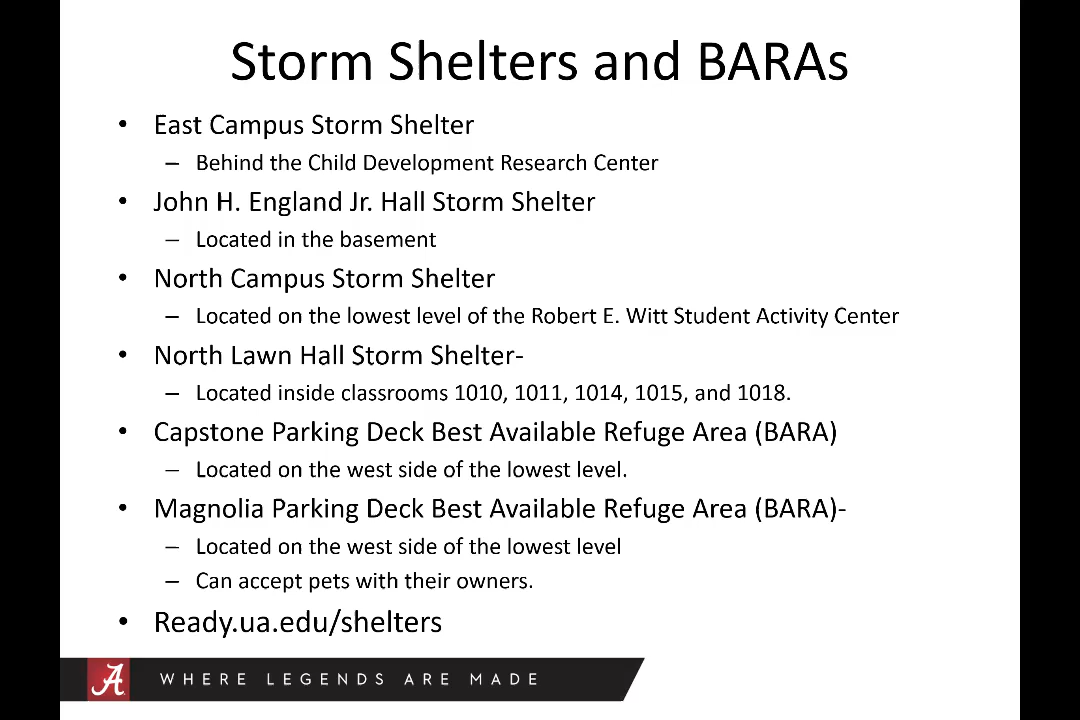 Storm Shelters and BARAs
• East Campus Storm Shelter
– Behind the Child Development Research Center
• John H. England Jr. Hall Storm Shelter
– Located in the basement
• North Campus Storm Shelter
– Located on the lowest level of the Robert E. Witt Student Activity Center
• North Lawn Hall Storm Shelter-
– Located inside classrooms 1010, 1011, 1014, 1015, and 1018.
• Capstone Parking Deck Best Available Refuge Area (BARA)
– Located on the west side of the lowest level.
• Magnolia Parking Deck Best Available Refuge Area (BARA)-
– Located on the west side of the lowest level
– Can accept pets with their owners.
• Ready.ua.edu/shelters
A WHERE LEGENDS ARE MADE